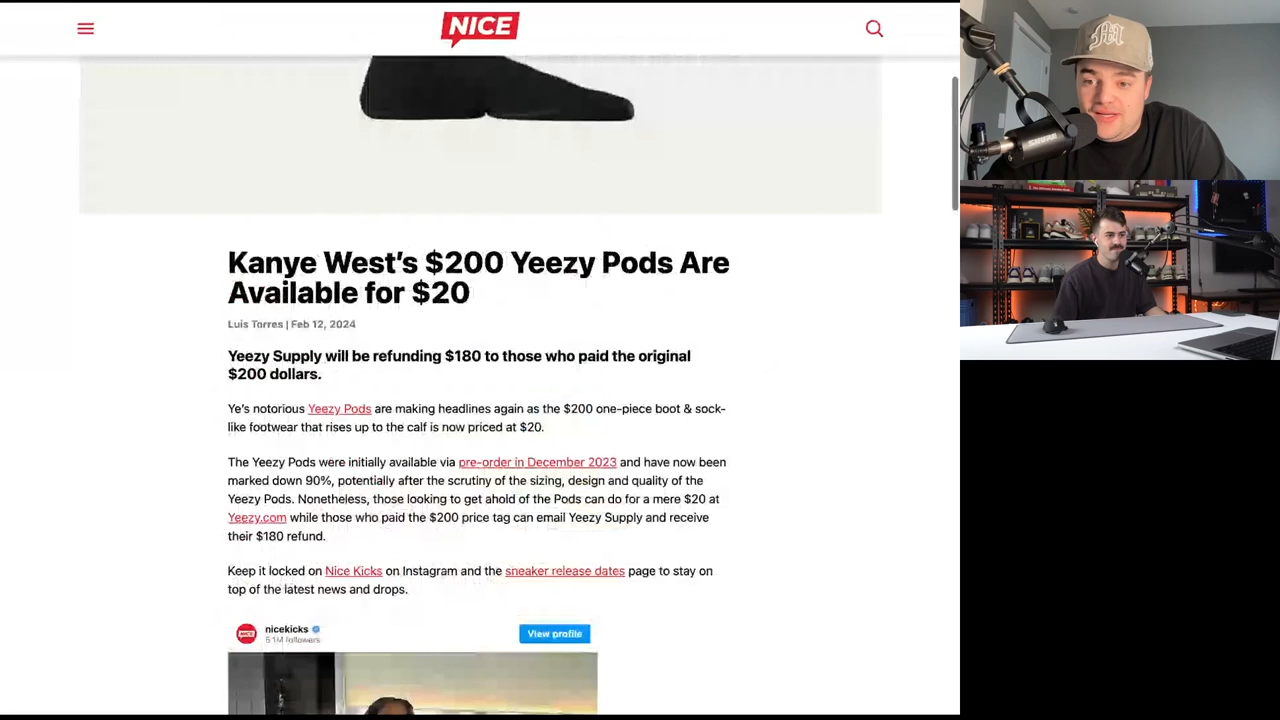 NICE
Kanye West's $200 Yeezy Pods Are
Available for $20
Luis Torres | Feb 12, 2024
Yeezy Supply will be refunding $180 to those who paid the original
$200 dollars.
Ye's notorious Yeezy Pods are making headlines again as the $200 one-piece boot & sock-
like footwear that rises up to the calf is now priced at $20.
The Yeezy Pods were initially available via pre-order in December 2023 and have now been
marked down 90%, potentially after the scrutiny of the sizing, design and quality of the
Yeezy Pods. Nonetheless, those looking to get ahold of the Pods can do for a mere $20 at
Yeezy.com while those who paid the $200 price tag can email Yeezy Supply and receive
their $180 refund.
Keep it locked on Nice Kicks on Instagram and the sneaker release dates page to stay on
top of the latest news and drops.
NICE
nicekicks
5.1M followers
View profile
SHURE